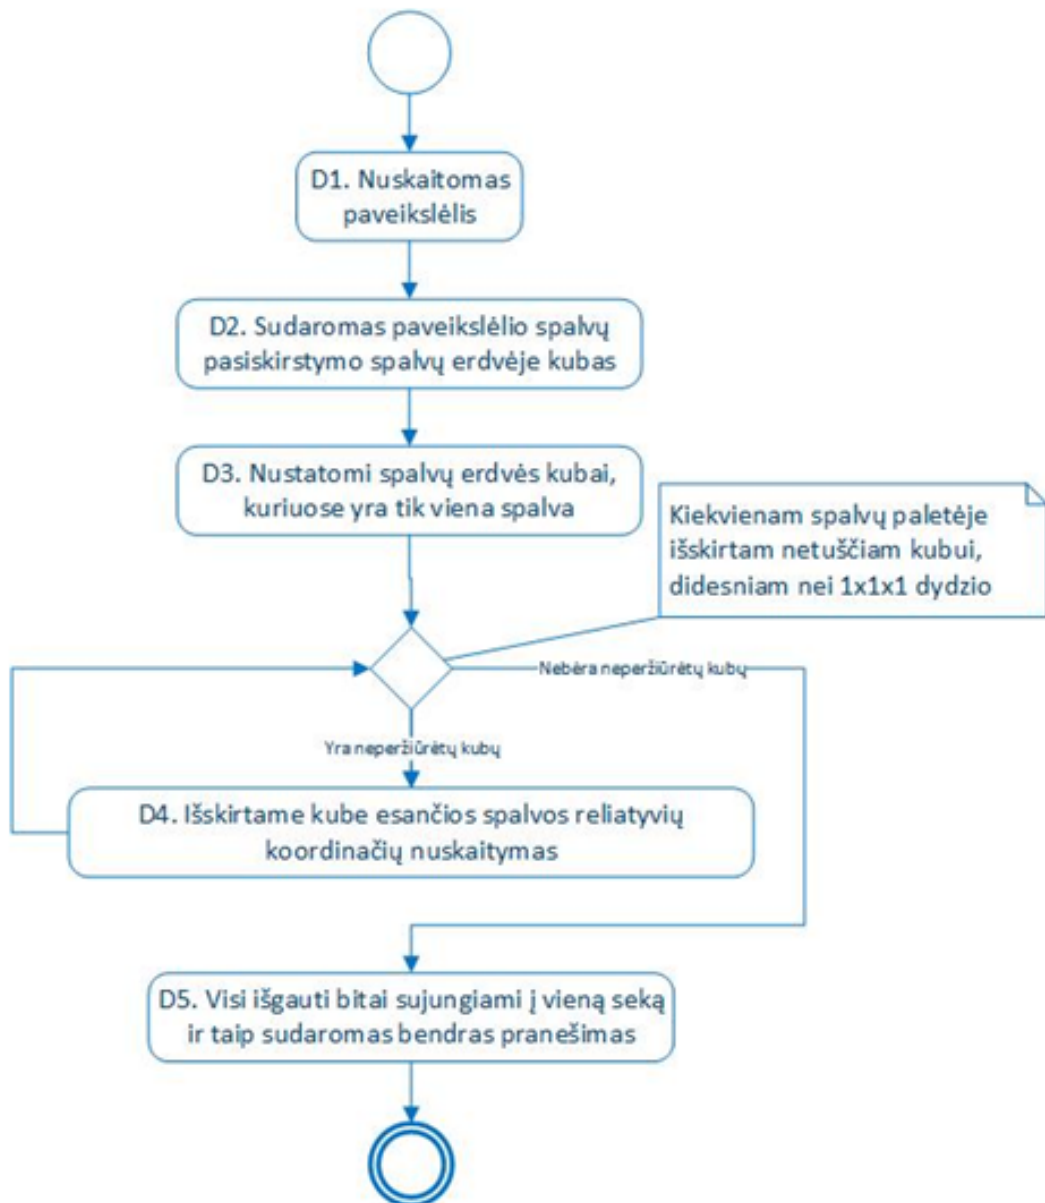 D1. Nuskaitomas
paveikslėlis
D2. Sudaromas paveikslėlio spalvų
pasiskirstymo spalvų erdvėje kubas
D3. Nustatomi spalvų erdvės kubai,
kuriuose yra tik viena spalva
Kiekvienam spalvų paletėje
išskirtam netuščiam kubui,
didesniam nei 1x1x1 dydzio
Nebėra neperžiūrėtų kubų
Yra neperžiūrėtų kubų
D4. Išskirtame kube esančios spalvos reliatyvių
koordinačių nuskaitymas
D5. Visi išgauti bitai sujungiami į vieną seką
ir taip sudaromas bendras pranešimas